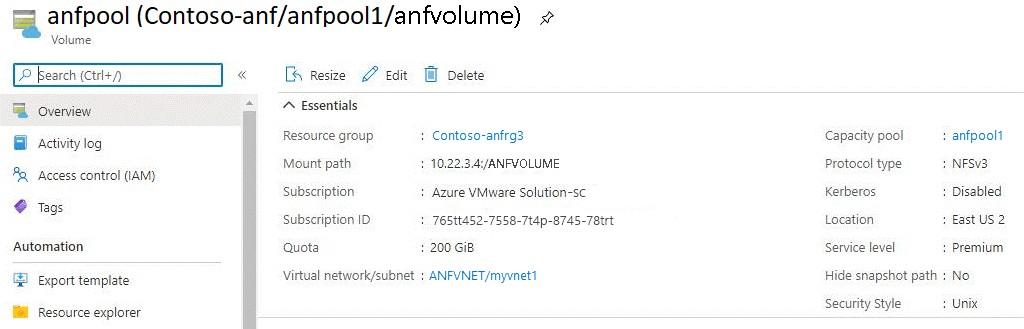 anfpool (Contoso-anf/anfpool1/anfvolume)
Volume
Search (Ctrl+/)
«
Overview
Activity log
Access control (IAM)
Tags
Automation
Export template
Resource explorer
Resize Edit Delete
Essentials
Resource group : Contoso-anfrg3
Mount path : 10.22.3.4:/ANFVOLUME
Subscription : Azure VMware Solution-SC
Subscription ID : 765tt452-7558-7t4p-8745-78trt
Quota : 200 GiB
Virtual network/subnet : ANFVNET/myvnet1
Capacity pool : anfpool1
Protocol type : NFSv3
Kerberos : Disabled
Location : East US 2
Service level : Premium
Hide snapshot path : No
Security Style : Unix